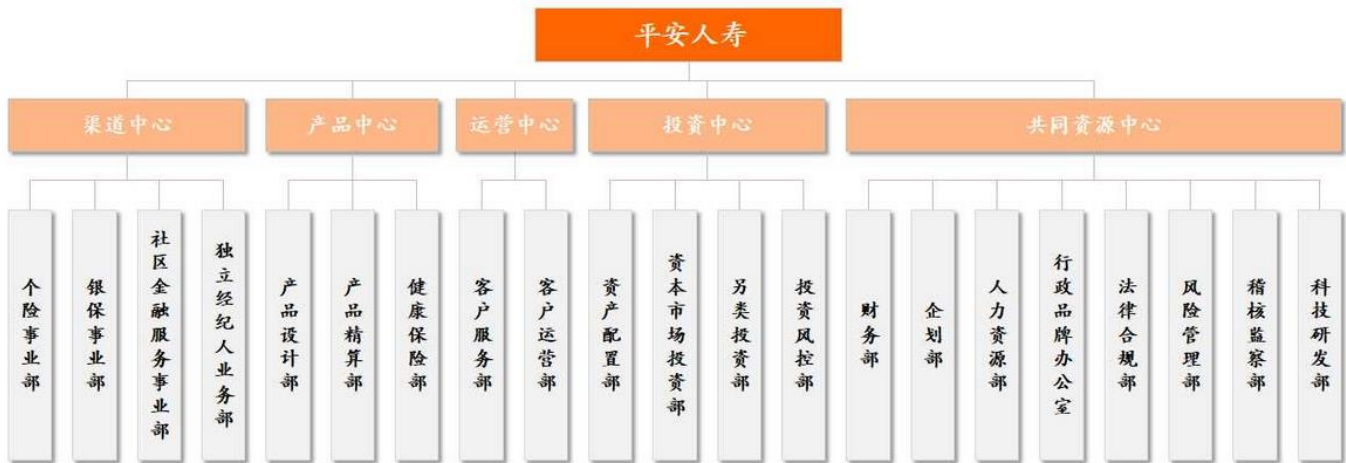 平安人寿
渠道中心
产品中心
运营中心
投资中心
共同资源中心
个险事业部
银保事业部
社区金融服务事业部
独立经纪人业务部
产品设计部
产品精算部
健康保险部
客户服务部
客户运营部
资产配置部
资本市场投资部
另类投资部
投资风控部
财务部
企划部
人力资源部
行政品牌办公室
法律合规部
风险管理部
稽核监察部
科技研发部